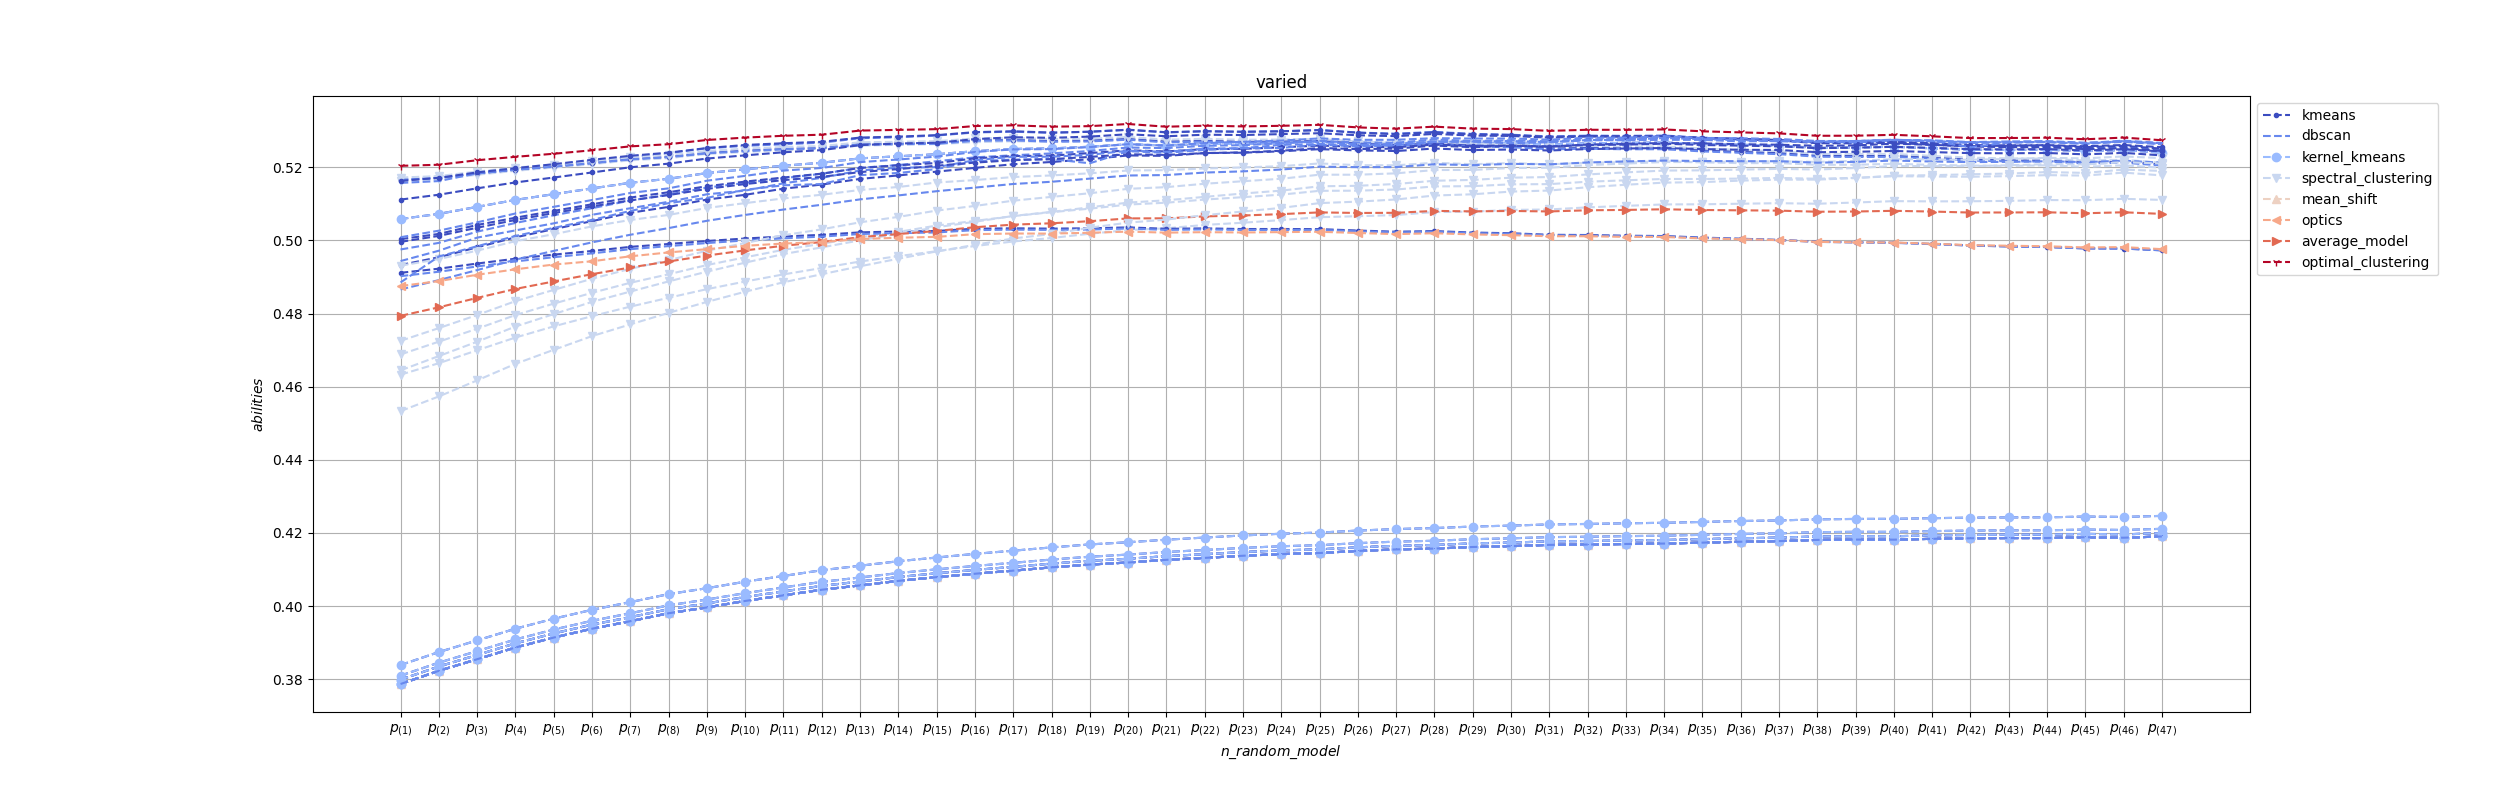 varied
0.52
0.50
0.48
0.46
0.44
0.42
0.40
0.38
abilities
p(1) p(2) p(3) p(4) p(5) p(6) p(7) p(8) p(9) p(10) p(11) p(12) p(13) p(14) p(15) p(16) p(17) p(18) p(19) p(20) p(21) p(22) p(23) p(24) p(25) p(26) p(27) p(28) p(29) p(30) p(31) p(32) p(33) p(34) p(35) p(36) p(37) p(38) p(39) p(40) p(41) p(42) p(43) p(44) p(45) p(46) p(47)
n_random_model
kmeans
dbscan
kernel_kmeans
spectral_clustering
mean_shift
optics
average_model
optimal_clustering